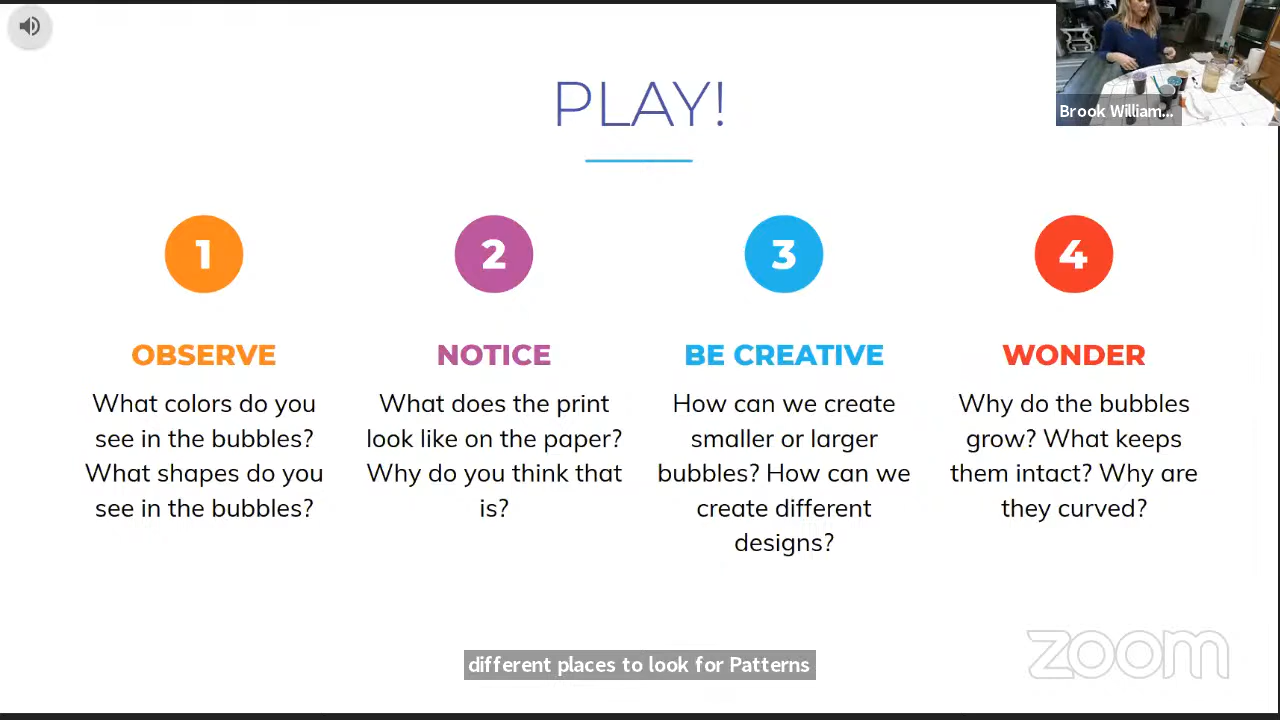 PLAY!
Brook William...
1
2
3
4
OBSERVE
What colors do you
see in the bubbles?
What shapes do you
see in the bubbles?
NOTICE
What does the print
look like on the paper?
Why do you think that
is?
BE CREATIVE
How can we create
smaller or larger
bubbles? How can we
create different
designs?
WONDER
Why do the bubbles
grow? What keeps
them intact? Why are
they curved?
different places to look for Patterns
zoom